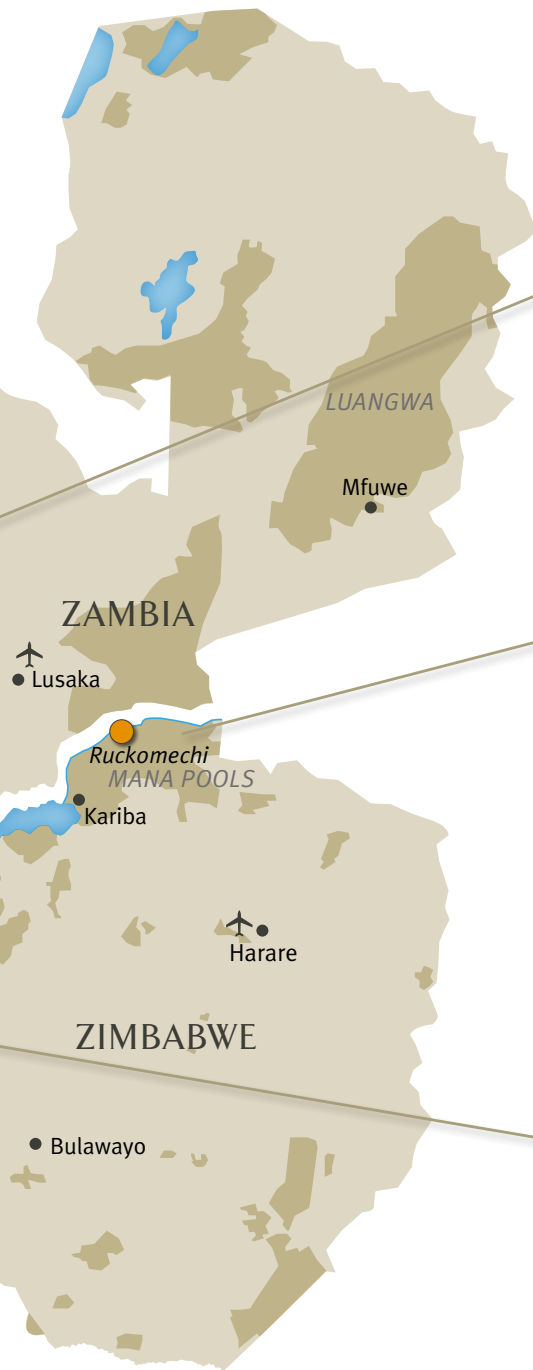 LUANGWA
Mfuwe
ZAMBIA
Lusaka
Ruckomechi
MANA POOLS
Kariba
Harare
ZIMBABWE
Bulawayo